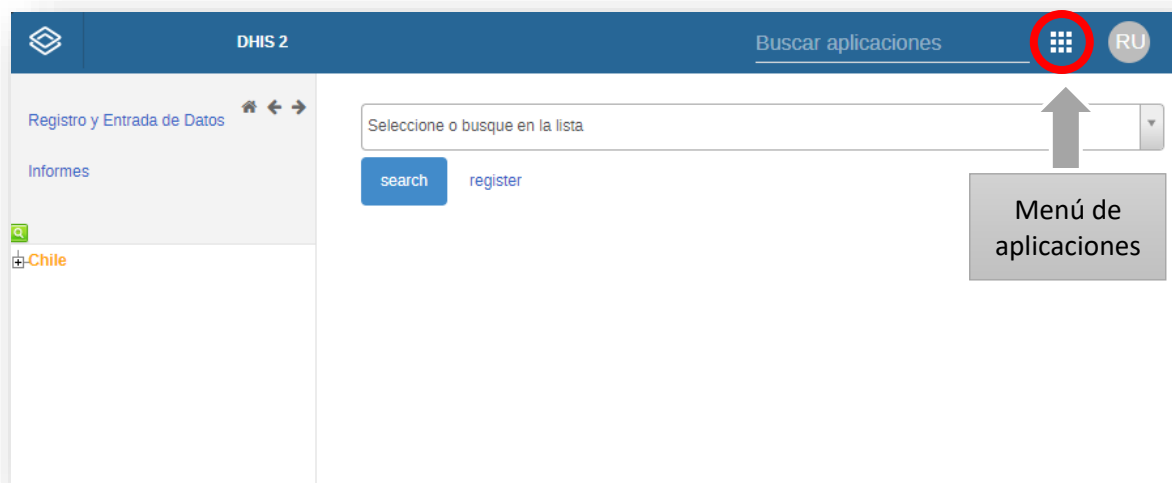 DHIS 2
Buscar aplicaciones
RU
Registro y Entrada de Datos
Informes
Chile
Seleccione o busque en la lista
search
register
Menú de
aplicaciones